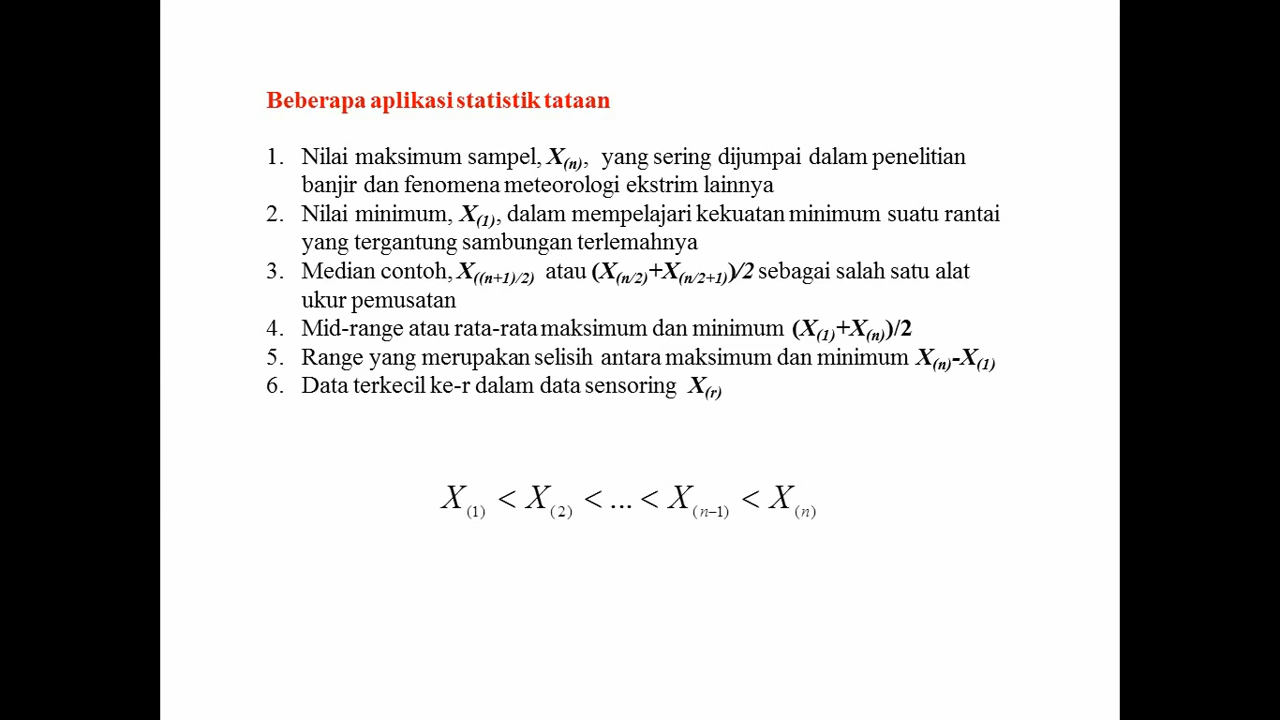 Beberapa aplikasi statistik tataan
1. Nilai maksimum sampel, X(n), yang sering dijumpai dalam penelitian
banjir dan fenomena meteorologi ekstrim lainnya
2. Nilai minimum, X(1), dalam mempelajari kekuatan minimum suatu rantai
yang tergantung sambungan terlemahnya
3. Median contoh, X((n+1)/2) atau (X(n/2)+X(n/2+1))/2 sebagai salah satu alat
ukur pemusatan
4. Mid-range atau rata-rata maksimum dan minimum (X(1)+X(n))/2
5. Range yang merupakan selisih antara maksimum dan minimum X(n)-X(1)
6. Data terkecil ke-r dalam data sensoring X(r)
X(1) < X(2) < ... < X(n−1) < X(n)